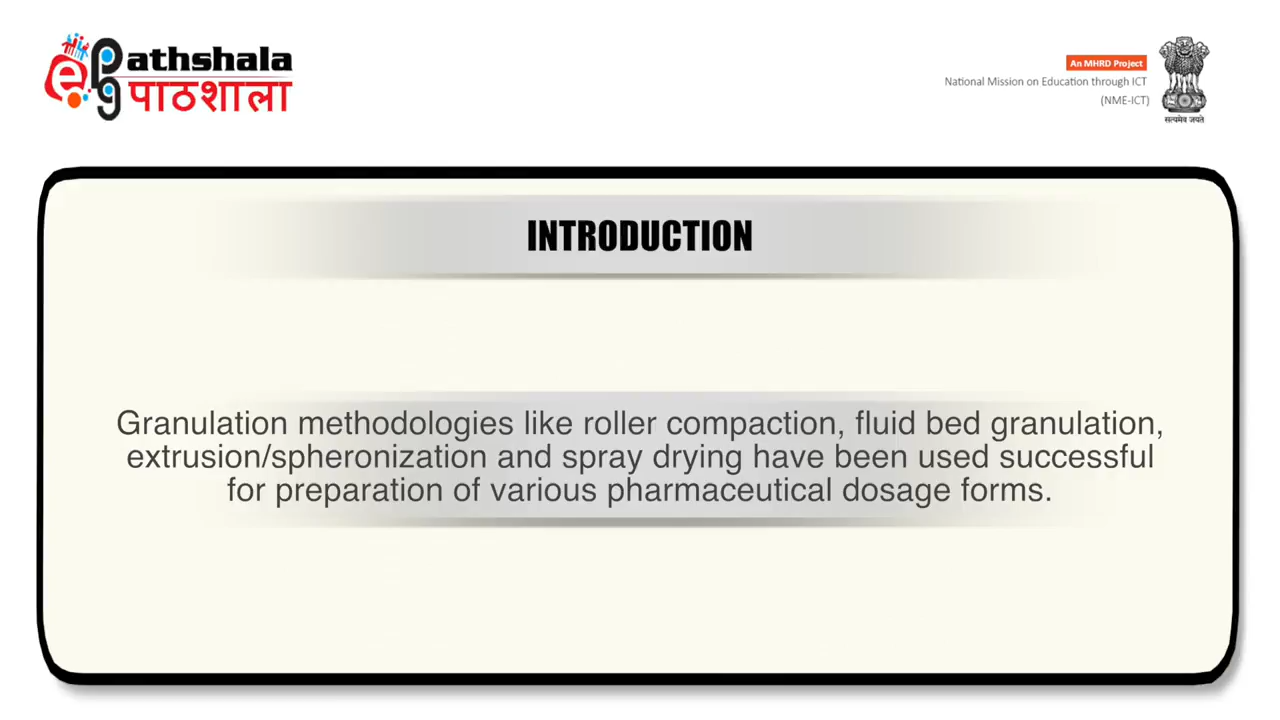 e Pg athshala
पाठशाला
An MHRD Project
National Mission on Education through ICT
(NME-ICT)
सत्यमेव जयते
INTRODUCTION
Granulation methodologies like roller compaction, fluid bed granulation,
extrusion/spheronization and spray drying have been used successful
for preparation of various pharmaceutical dosage forms.